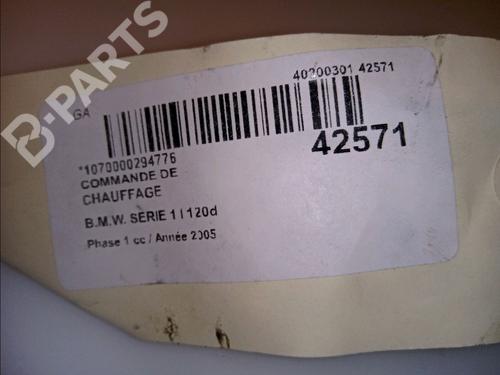 B-PARTS
GA
40200301 42571
*1070000294776
42571
COMMANDE DE
CHAUFFAGE
B.M.W. SERIE 1 I 120d
Phase 1 cc / Année 2005